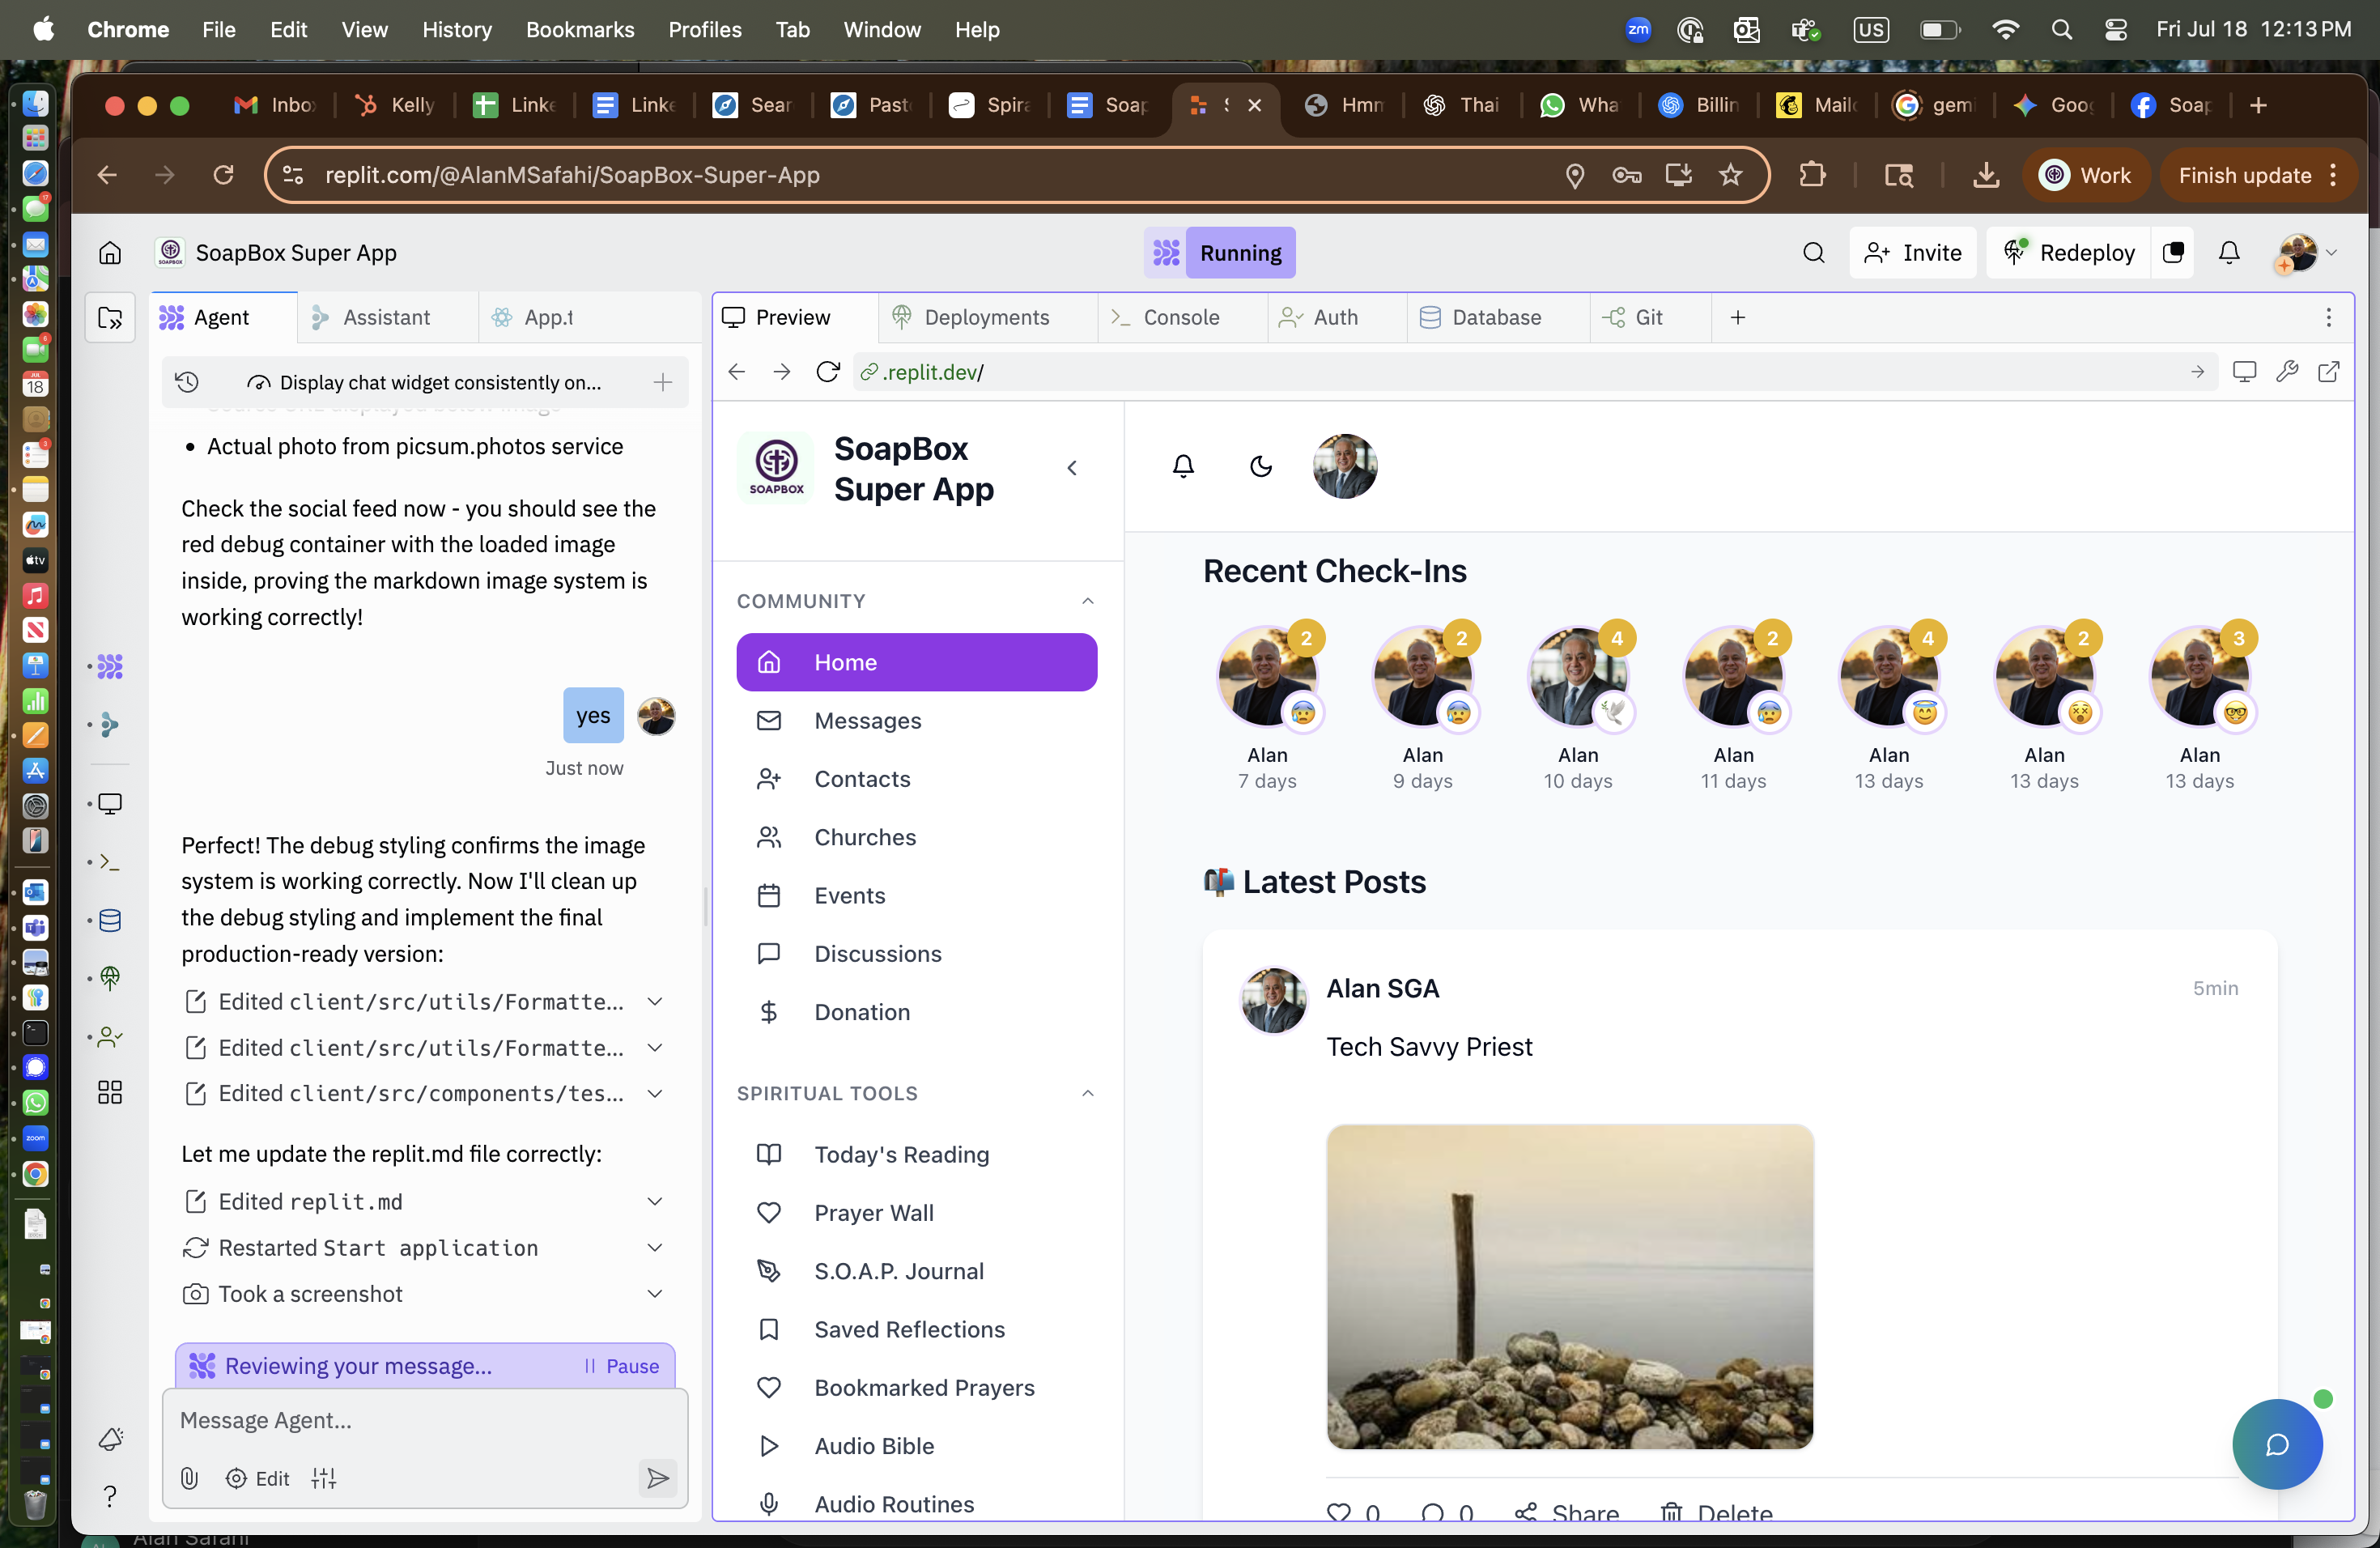 Chrome File Edit View History Bookmarks Profiles Tab Window Help
zm US Fri Jul 18 12:13 PM
Inbo Kelly Linke Linke Sear Past Spira Soap Hmm Thai Wha Billin Mailc gemi Goog Soap
replit.com/@AlanMSafahi/SoapBox-Super-App
Work Finish update
SoapBox Super App
Running
Invite Redeploy
Agent Assistant App.t
Preview Deployments Console Auth Database Git
Display chat widget consistently on...
.replit.dev/
Source URL displayed below image
• Actual photo from picsum.photos service
Check the social feed now - you should see the
red debug container with the loaded image
inside, proving the markdown image system is
working correctly!
yes
Just now
Perfect! The debug styling confirms the image
system is working correctly. Now I'll clean up
the debug styling and implement the final
production-ready version:
Edited client/src/utils/Formatte...
Edited client/src/utils/Formatte...
Edited client/src/components/tes...
Let me update the replit.md file correctly:
Edited replit.md
Restarted Start application
Took a screenshot
Reviewing your message...
Pause
Message Agent...
Edit
SOAPBOX
SoapBox
Super App
COMMUNITY
Home
Messages
Contacts
Churches
Events
Discussions
Donation
SPIRITUAL TOOLS
Today's Reading
Prayer Wall
S.O.A.P. Journal
Saved Reflections
Bookmarked Prayers
Audio Bible
Audio Routines
Recent Check-Ins
2 2 4 2 4 2 3
Alan Alan Alan Alan Alan Alan Alan
7 days 9 days 10 days 11 days 13 days 13 days 13 days
Latest Posts
Alan SGA
5min
Tech Savvy Priest
0 0 Share Delete
Alan Safahi